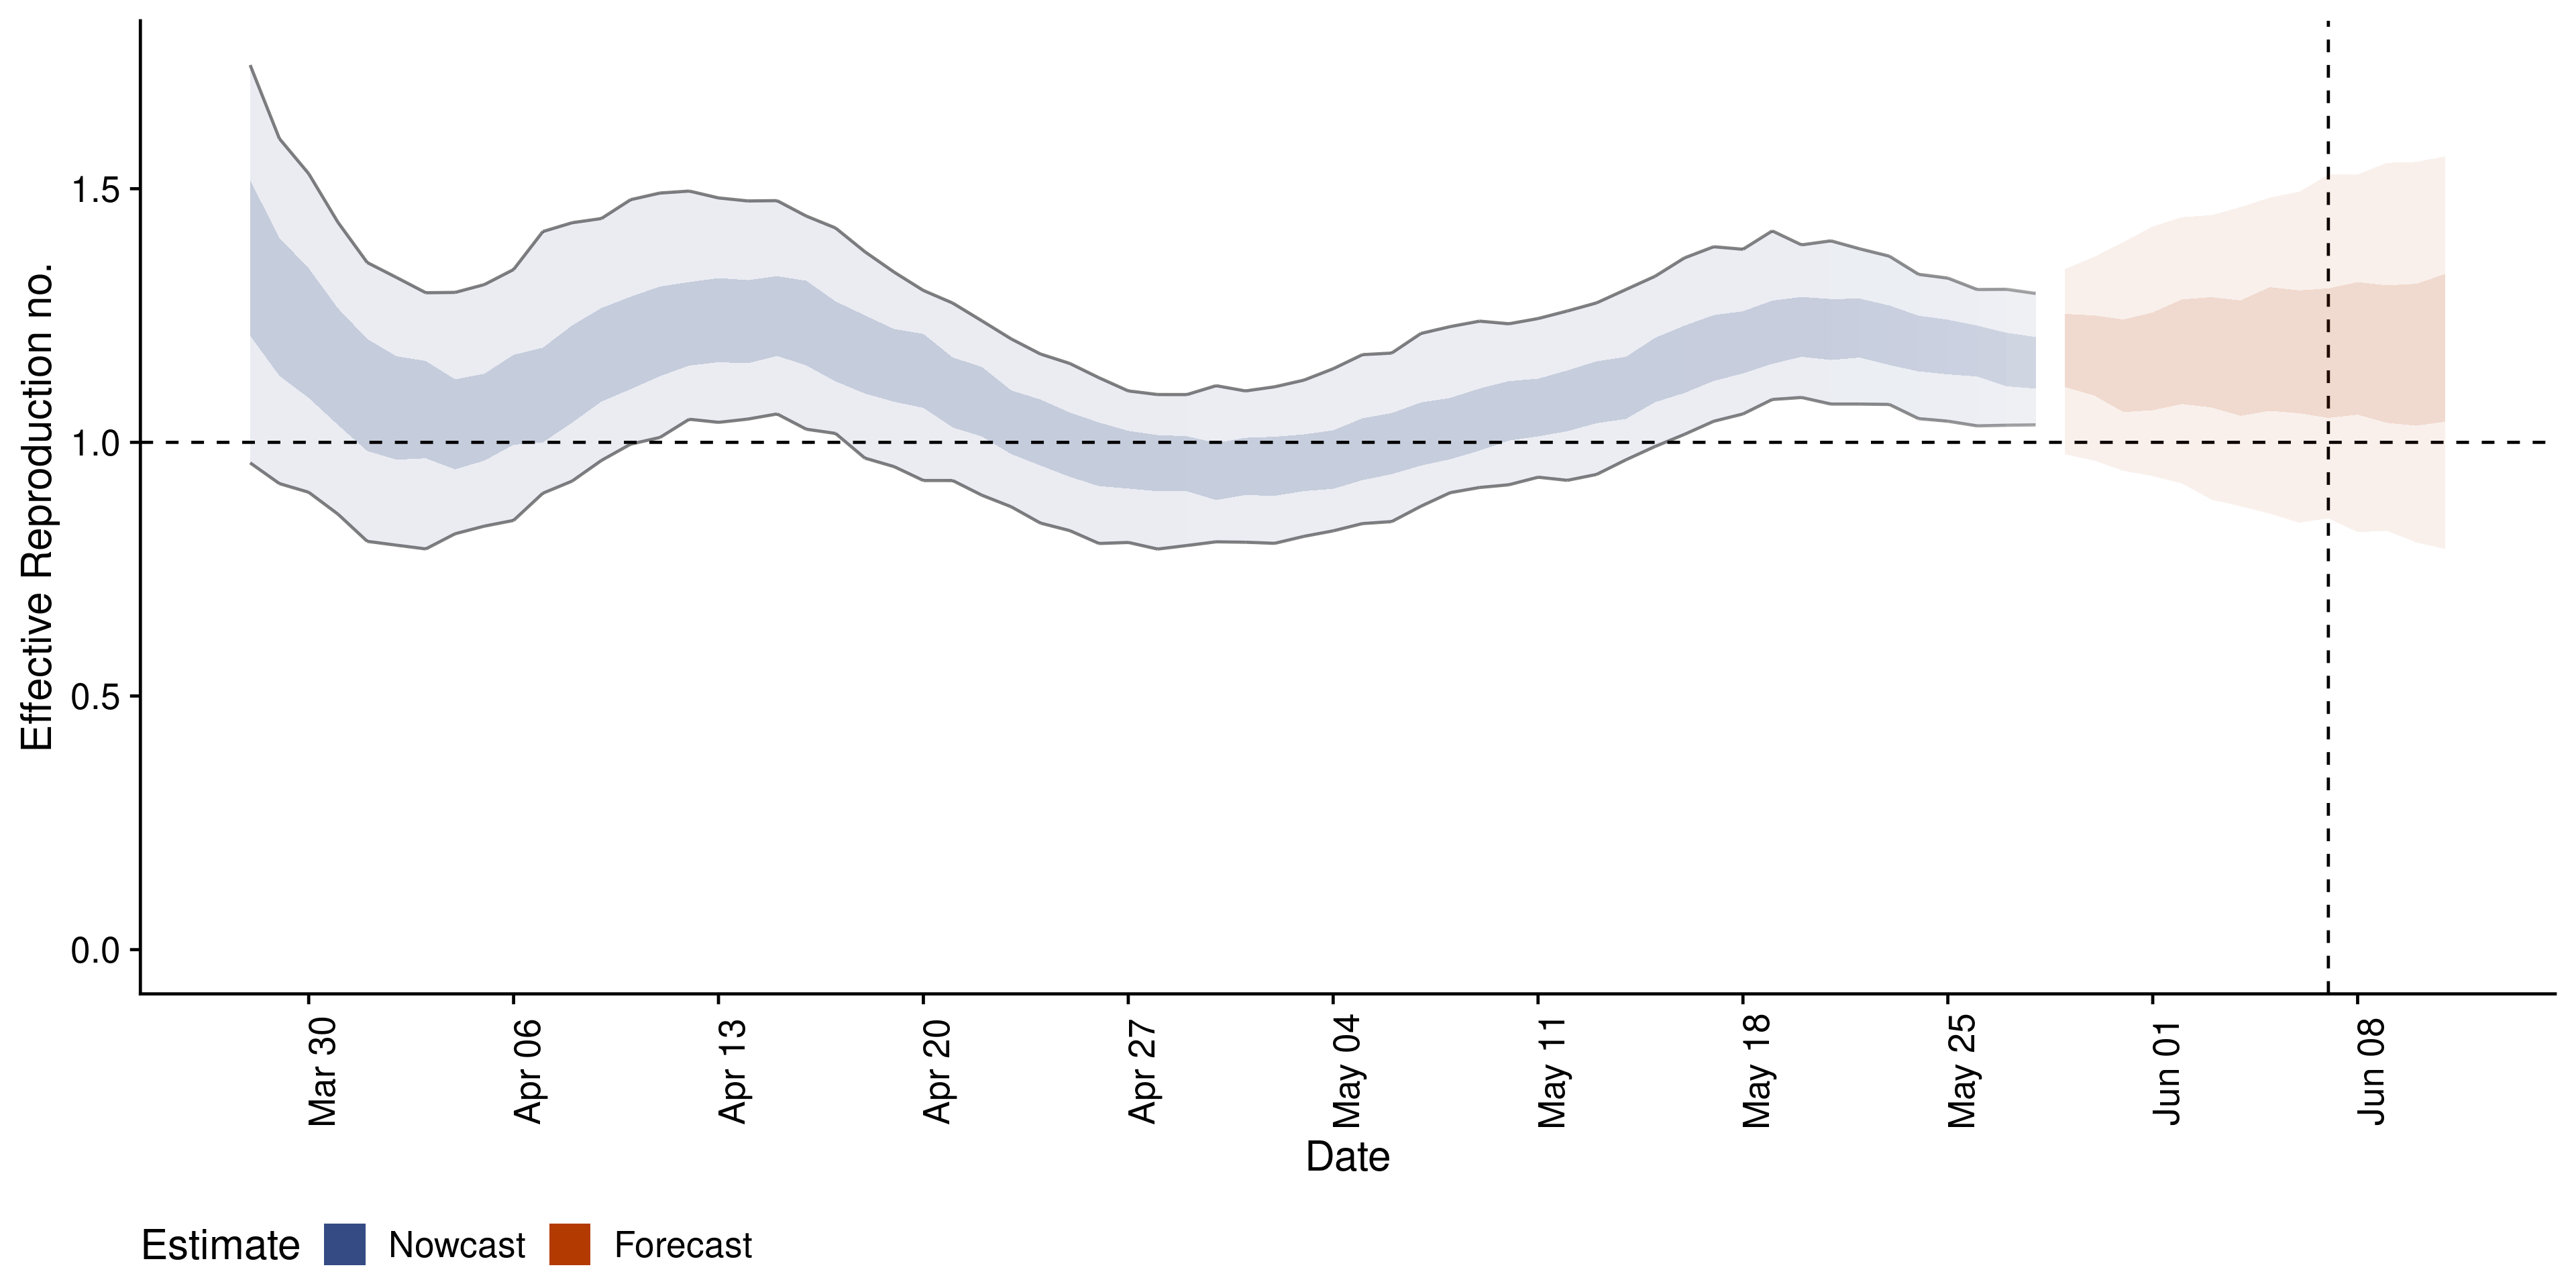 Effective Reproduction no.
1.5
1.0
0.5
0.0
Mar 30
Apr 06
Apr 13
Apr 20
Apr 27
May 04
May 11
May 18
May 25
Jun 01
Jun 08
Date
Estimate Nowcast Forecast